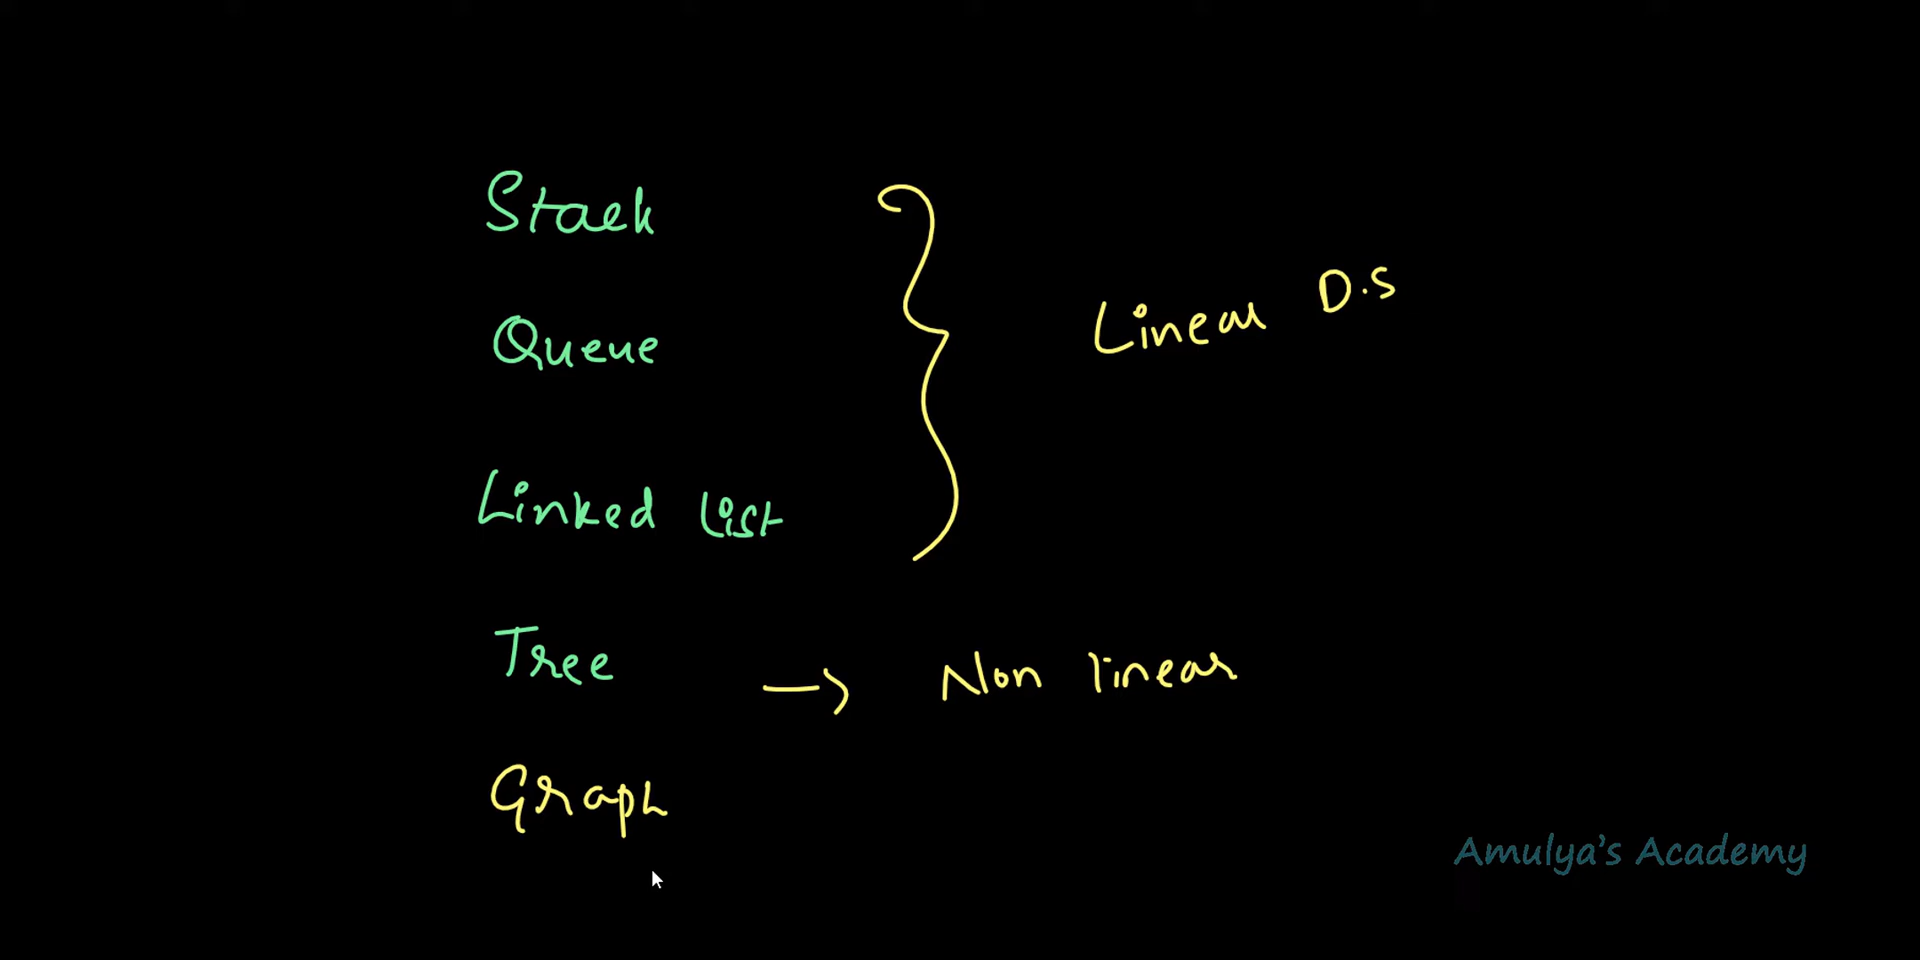 Stack
Queue
Linear D.S
Linked list
Tree → Non linear
Graph
Amulya's Academy